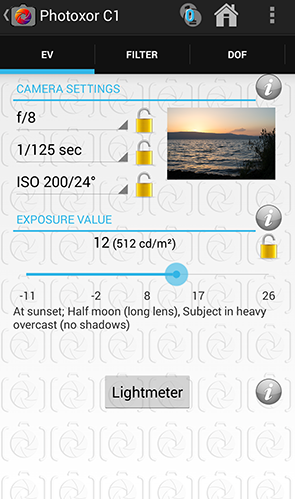 Photoxor C1
EV FILTER DOF
CAMERA SETTINGS
f/8
1/125 sec
ISO 200/24°
EXPOSURE VALUE
12 (512 cd/m²)
-11 -2 8 17 26
At sunset; Half moon (long lens), Subject in heavy
overcast (no shadows)
Lightmeter